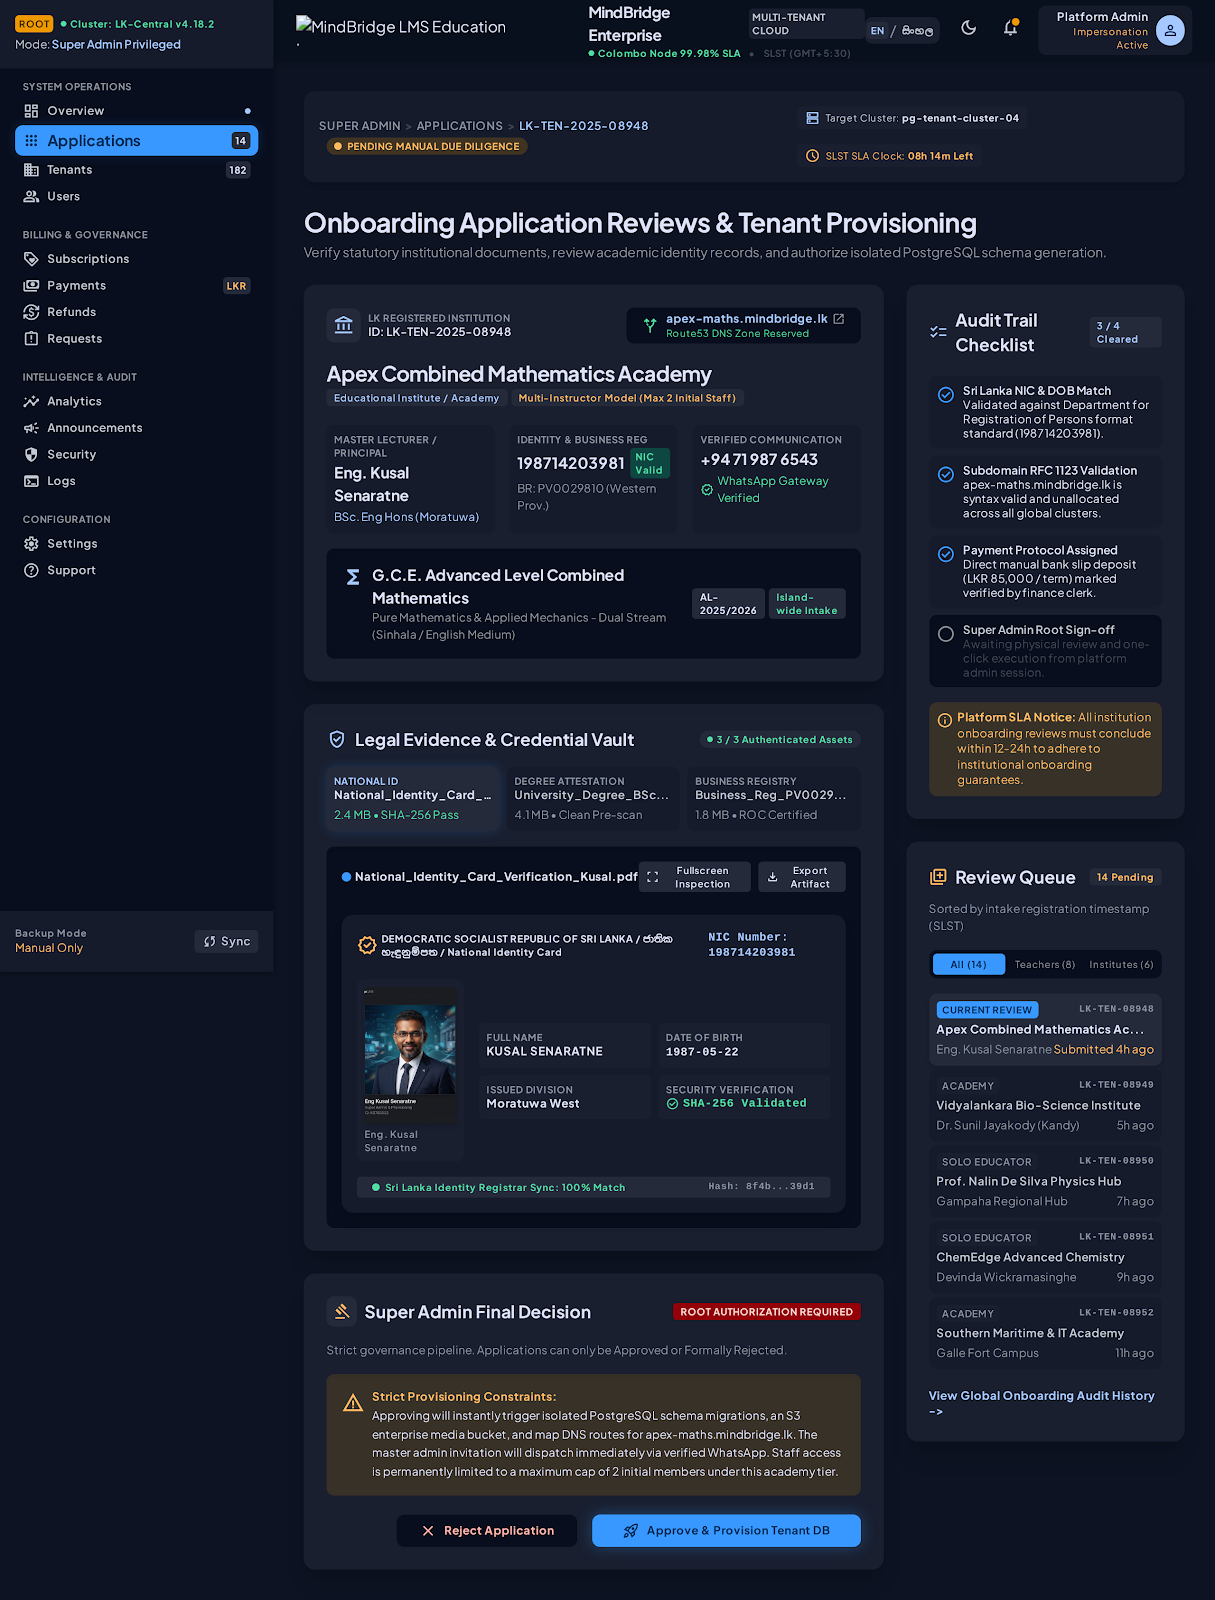 ROOT
Cluster: LK-Central v4.18.2
Mode: Super Admin Privileged
SYSTEM OPERATIONS
Overview
Applications 14
Tenants 182
Users
BILLING & GOVERNANCE
Subscriptions
Payments LKR
Refunds
Requests
INTELLIGENCE & AUDIT
Analytics
Announcements
Security
Logs
CONFIGURATION
Settings
Support
Backup Mode
Manual Only
Sync
MindBridge LMS Education
MindBridge
Enterprise
MULTI-TENANT
CLOUD
Colombo Node 99.98% SLA • SLST (GMT+5:30)
EN / සිංහල
Platform Admin
Impersonation
Active
SUPER ADMIN > APPLICATIONS > LK-TEN-2025-08948
PENDING MANUAL DUE DILIGENCE
Target Cluster: pg-tenant-cluster-04
SLST SLA Clock: 08h 14m Left
Onboarding Application Reviews & Tenant Provisioning
Verify statutory institutional documents, review academic identity records, and authorize isolated PostgreSQL schema generation.
LK REGISTERED INSTITUTION
ID: LK-TEN-2025-08948
apex-maths.mindbridge.lk
Route53 DNS Zone Reserved
Apex Combined Mathematics Academy
Educational Institute / Academy
Multi-Instructor Model (Max 2 Initial Staff)
MASTER LECTURER /
PRINCIPAL
Eng. Kusal
Senaratne
BSc. Eng Hons (Moratuwa)
IDENTITY & BUSINESS REG
198714203981
NIC
Valid
BR: PV0029810 (Western
Prov.)
VERIFIED COMMUNICATION
+94 71 987 6543
WhatsApp Gateway
Verified
G.C.E. Advanced Level Combined
Mathematics
Pure Mathematics & Applied Mechanics - Dual Stream
(Sinhala / English Medium)
AL-
2025/2026
Island-
wide Intake
Legal Evidence & Credential Vault
3 / 3 Authenticated Assets
NATIONAL ID
National_Identity_Card_...
2.4 MB • SHA-256 Pass
DEGREE ATTESTATION
University_Degree_BSc...
4.1 MB • Clean Pre-scan
BUSINESS REGISTRY
Business_Reg_PV0029...
1.8 MB • ROC Certified
National_Identity_Card_Verification_Kusal.pdf
Fullscreen
Inspection
Export
Artifact
DEMOCRATIC SOCIALIST REPUBLIC OF SRI LANKA / ජාතික
හැඳුනුම්පත / National Identity Card
NIC Number:
198714203981
Eng Kusal Senaratne
Eng. Kusal
Senaratne
FULL NAME
KUSAL SENARATNE
DATE OF BIRTH
1987-05-22
ISSUED DIVISION
Moratuwa West
SECURITY VERIFICATION
SHA-256 Validated
Sri Lanka Identity Registrar Sync: 100% Match
Hash: 8f4b...39d1
Super Admin Final Decision
ROOT AUTHORIZATION REQUIRED
Strict governance pipeline. Applications can only be Approved or Formally Rejected.
Strict Provisioning Constraints:
Approving will instantly trigger isolated PostgreSQL schema migrations, an S3
enterprise media bucket, and map DNS routes for apex-maths.mindbridge.lk. The
master admin invitation will dispatch immediately via verified WhatsApp. Staff access
is permanently limited to a maximum cap of 2 initial members under this academy tier.
Reject Application
Approve & Provision Tenant DB
Audit Trail
Checklist
3 / 4
Cleared
Sri Lanka NIC & DOB Match
Validated against Department for
Registration of Persons format
standard (198714203981).
Subdomain RFC 1123 Validation
apex-maths.mindbridge.lk is
syntax valid and unallocated
across all global clusters.
Payment Protocol Assigned
Direct manual bank slip deposit
(LKR 85,000 / term) marked
verified by finance clerk.
Super Admin Root Sign-off
Awaiting physical review and one-
click execution from platform
admin session.
Platform SLA Notice: All institution
onboarding reviews must conclude
within 12-24h to adhere to
institutional onboarding
guarantees.
Review Queue
14 Pending
Sorted by intake registration timestamp
(SLST)
All (14)
Teachers (8)
Institutes (6)
CURRENT REVIEW LK-TEN-08948
Apex Combined Mathematics Ac...
Eng. Kusal Senaratne Submitted 4h ago
ACADEMY LK-TEN-08949
Vidyalankara Bio-Science Institute
Dr. Sunil Jayakody (Kandy) 5h ago
SOLO EDUCATOR LK-TEN-08950
Prof. Nalin De Silva Physics Hub
Gampaha Regional Hub 7h ago
SOLO EDUCATOR LK-TEN-08951
ChemEdge Advanced Chemistry
Devinda Wickramasinghe 9h ago
ACADEMY LK-TEN-08952
Southern Maritime & IT Academy
Galle Fort Campus 11h ago
View Global Onboarding Audit History
->